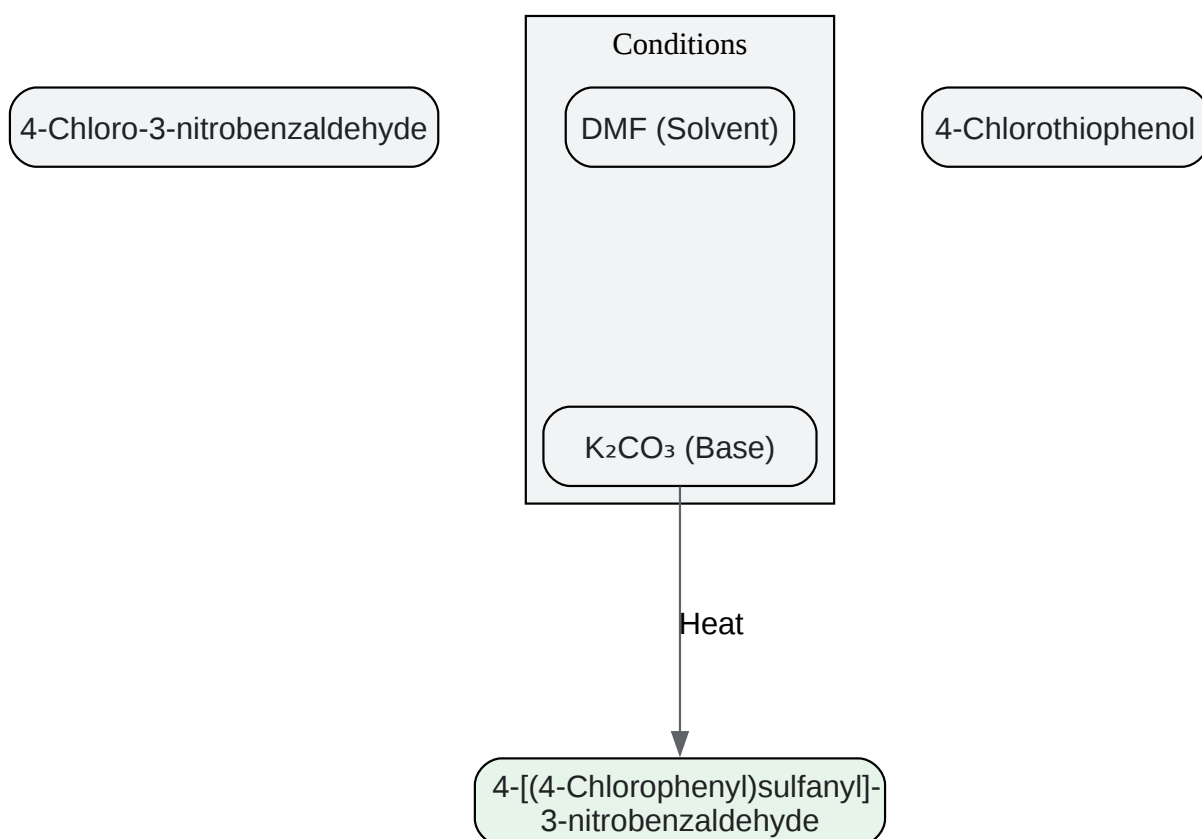 Conditions
4-Chloro-3-nitrobenzaldehyde
DMF (Solvent)
4-Chlorothiophenol
K₂CO₃ (Base)
Heat
4-[(4-Chlorophenyl)sulfanyl]-
3-nitrobenzaldehyde